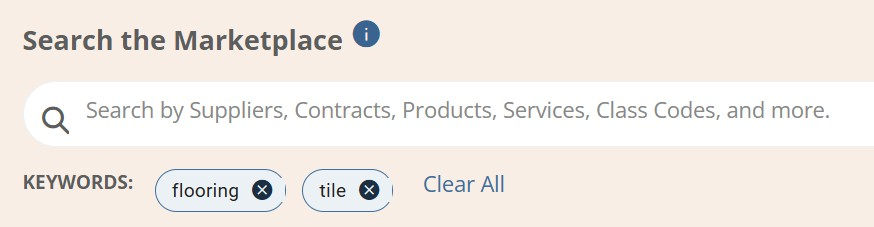 Search the Marketplace i
Search by Suppliers, Contracts, Products, Services, Class Codes, and more.
KEYWORDS: flooring tile Clear All